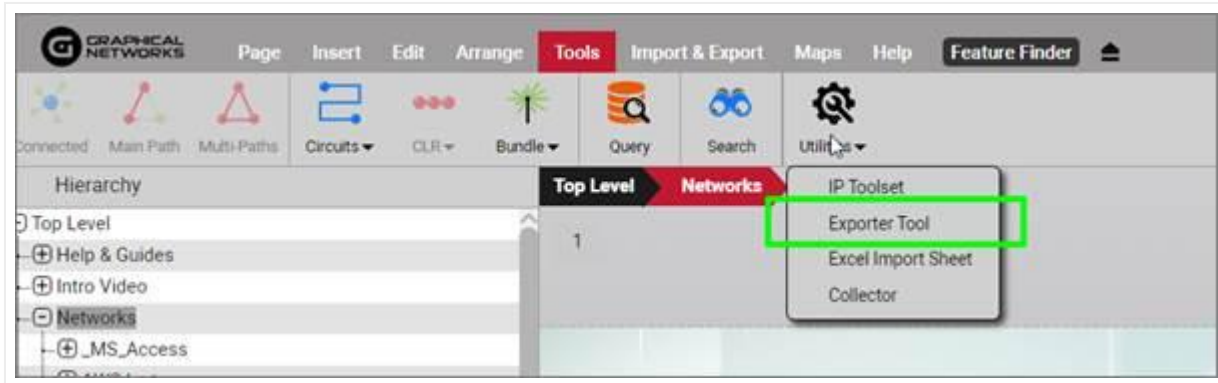 GRAPHICAL NETWORKS
Page Insert Edit Arrange Tools Import & Export Maps Help Feature Finder
Connected Main Path Multi-Paths Circuits CLR Bundle Query Search Utilities
Hierarchy
Top Level Networks
IP Toolset
Top Level
Exporter Tool
1
Help & Guides
Excel Import Sheet
Intro Video
Collector
Networks
_MS_Access